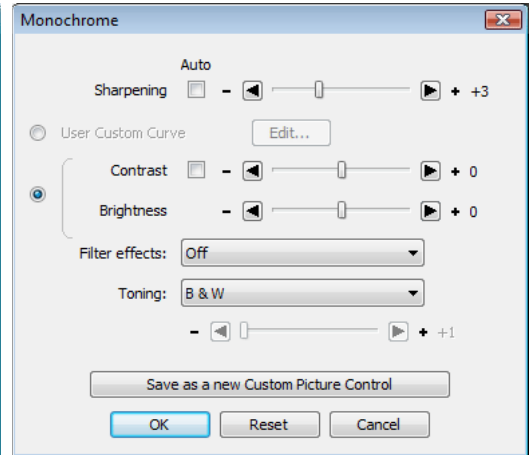 Monochrome
Auto
Sharpening - + +3
User Custom Curve Edit...
Contrast - + 0
Brightness - + 0
Filter effects: Off
Toning: B & W
- + +1
Save as a new Custom Picture Control
OK Reset Cancel